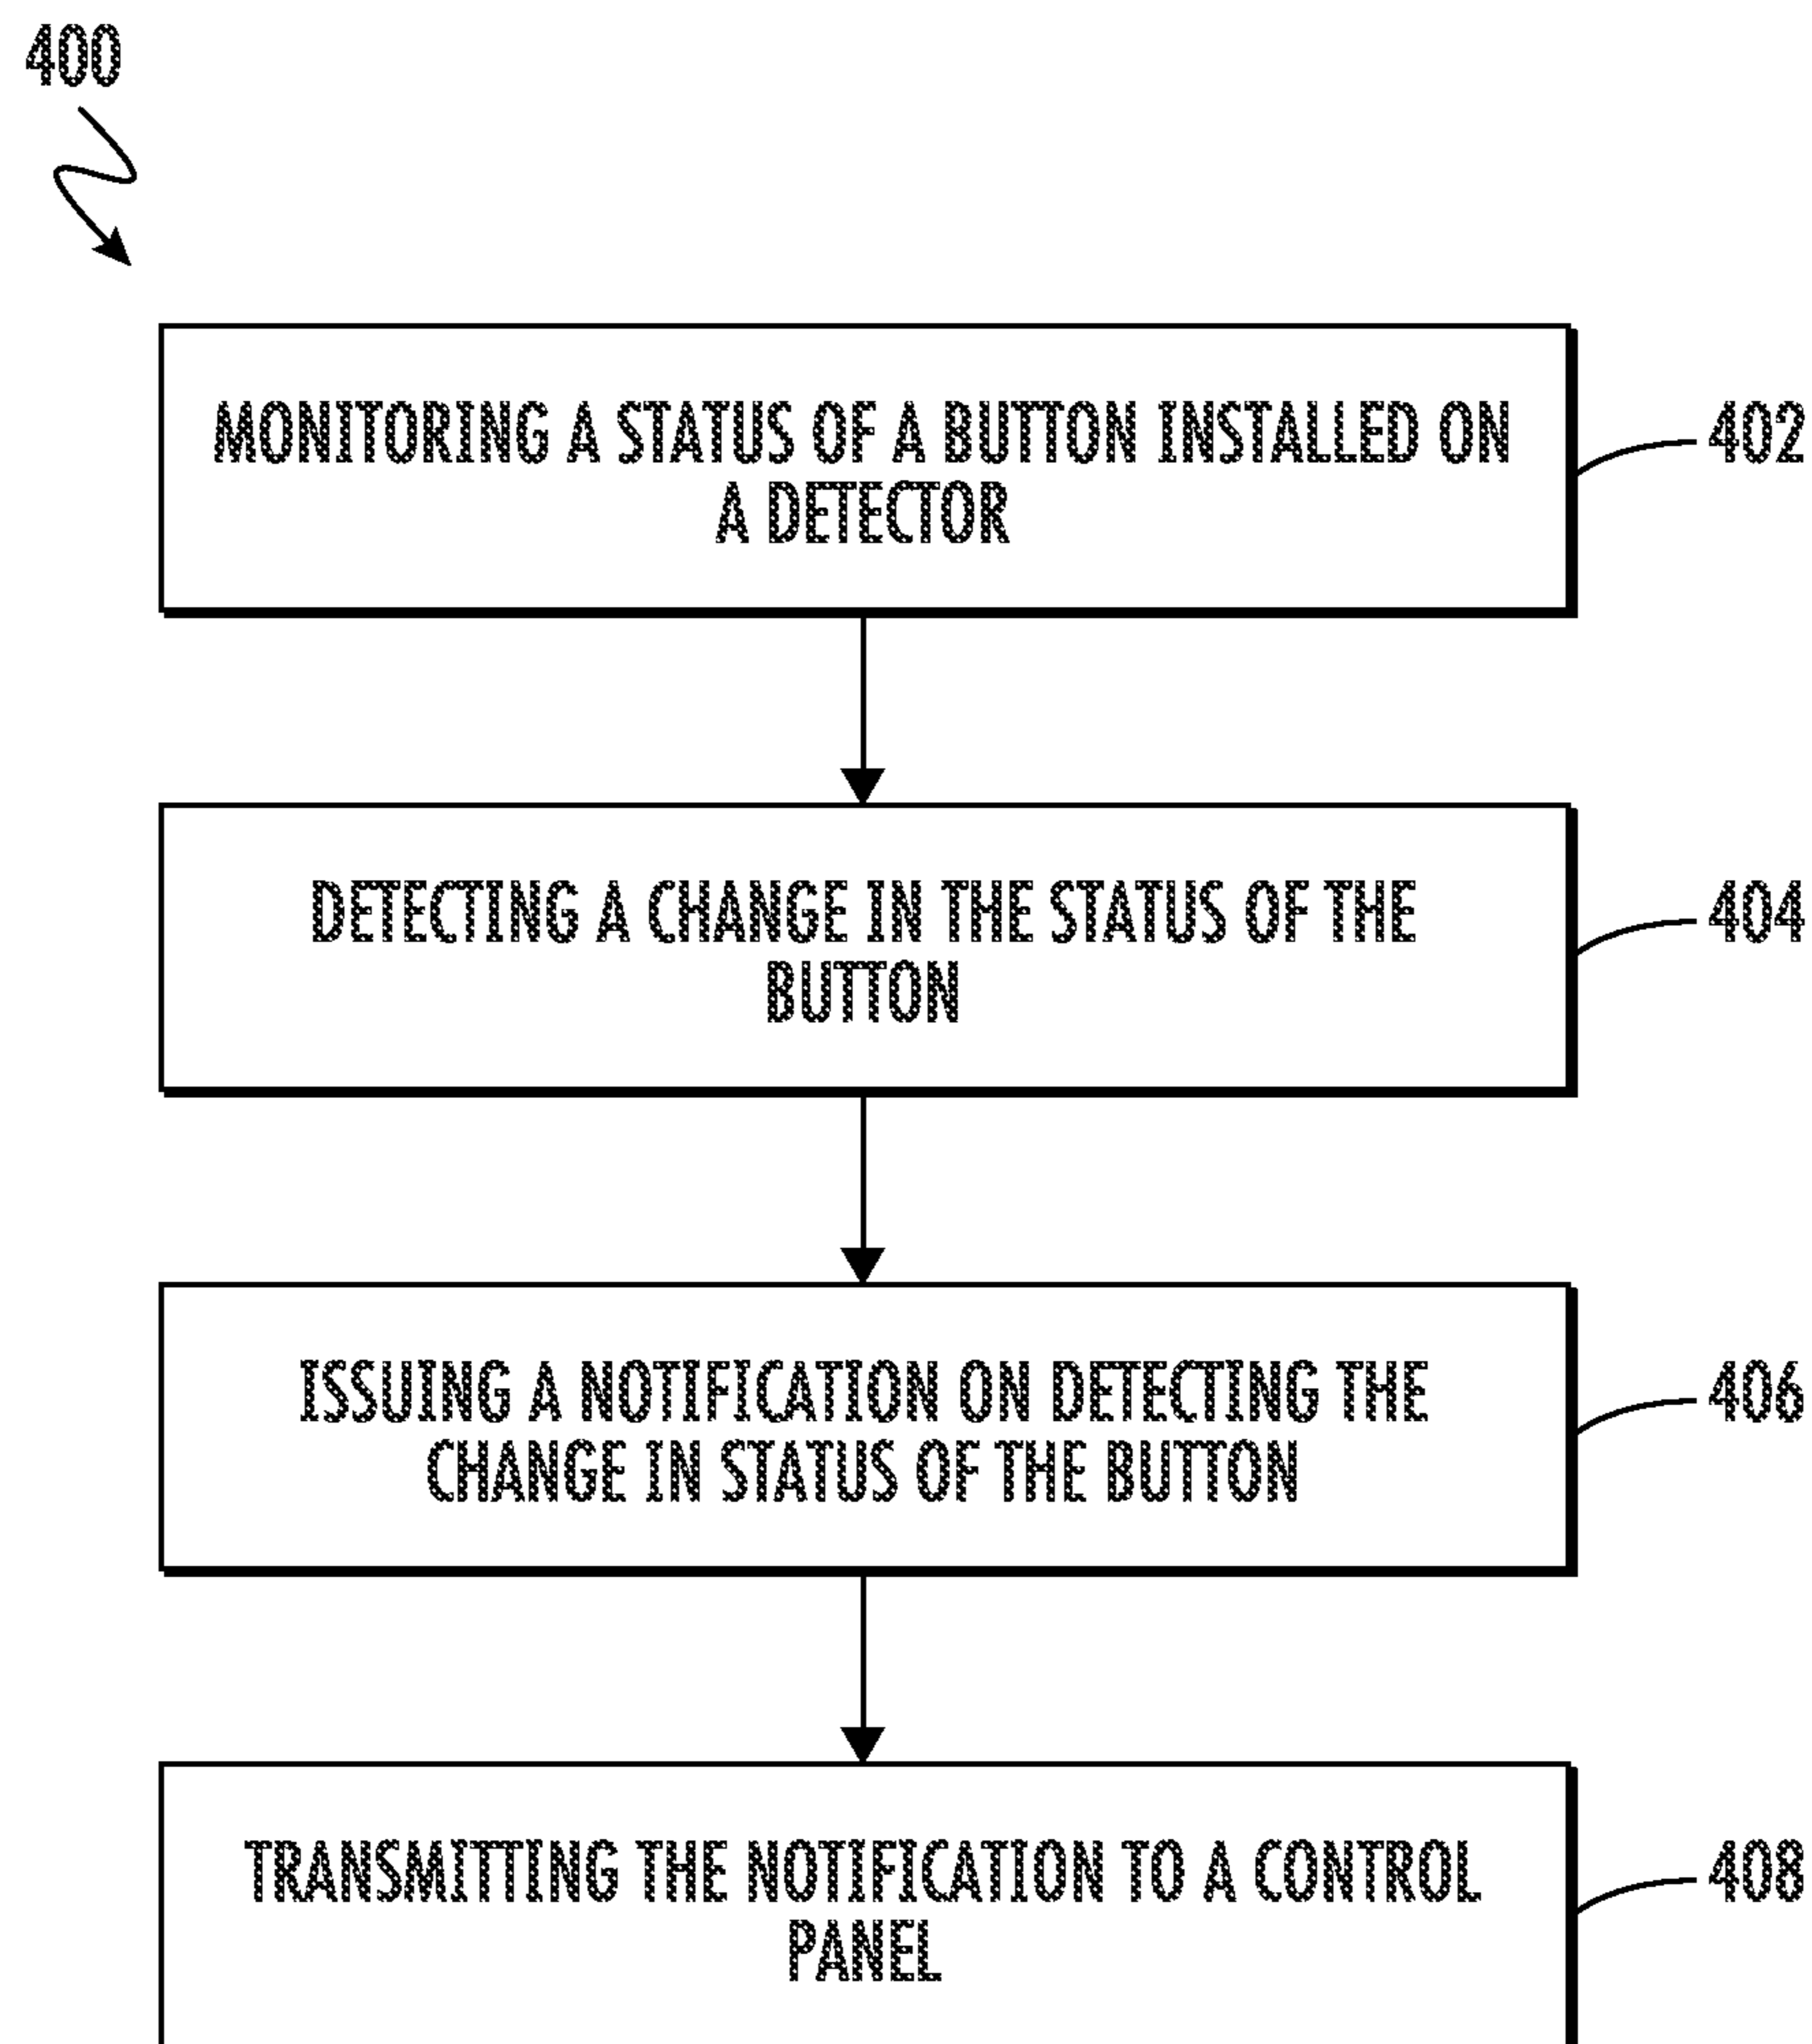 400
MONITORING A STATUS OF A BUTTON INSTALLED ON
A DETECTOR
402
DETECTING A CHANGE IN THE STATUS OF THE
BUTTON
404
ISSUING A NOTIFICATION ON DETECTING THE
CHANGE IN STATUS OF THE BUTTON
406
TRANSMITTING THE NOTIFICATION TO A CONTROL
PANEL
408